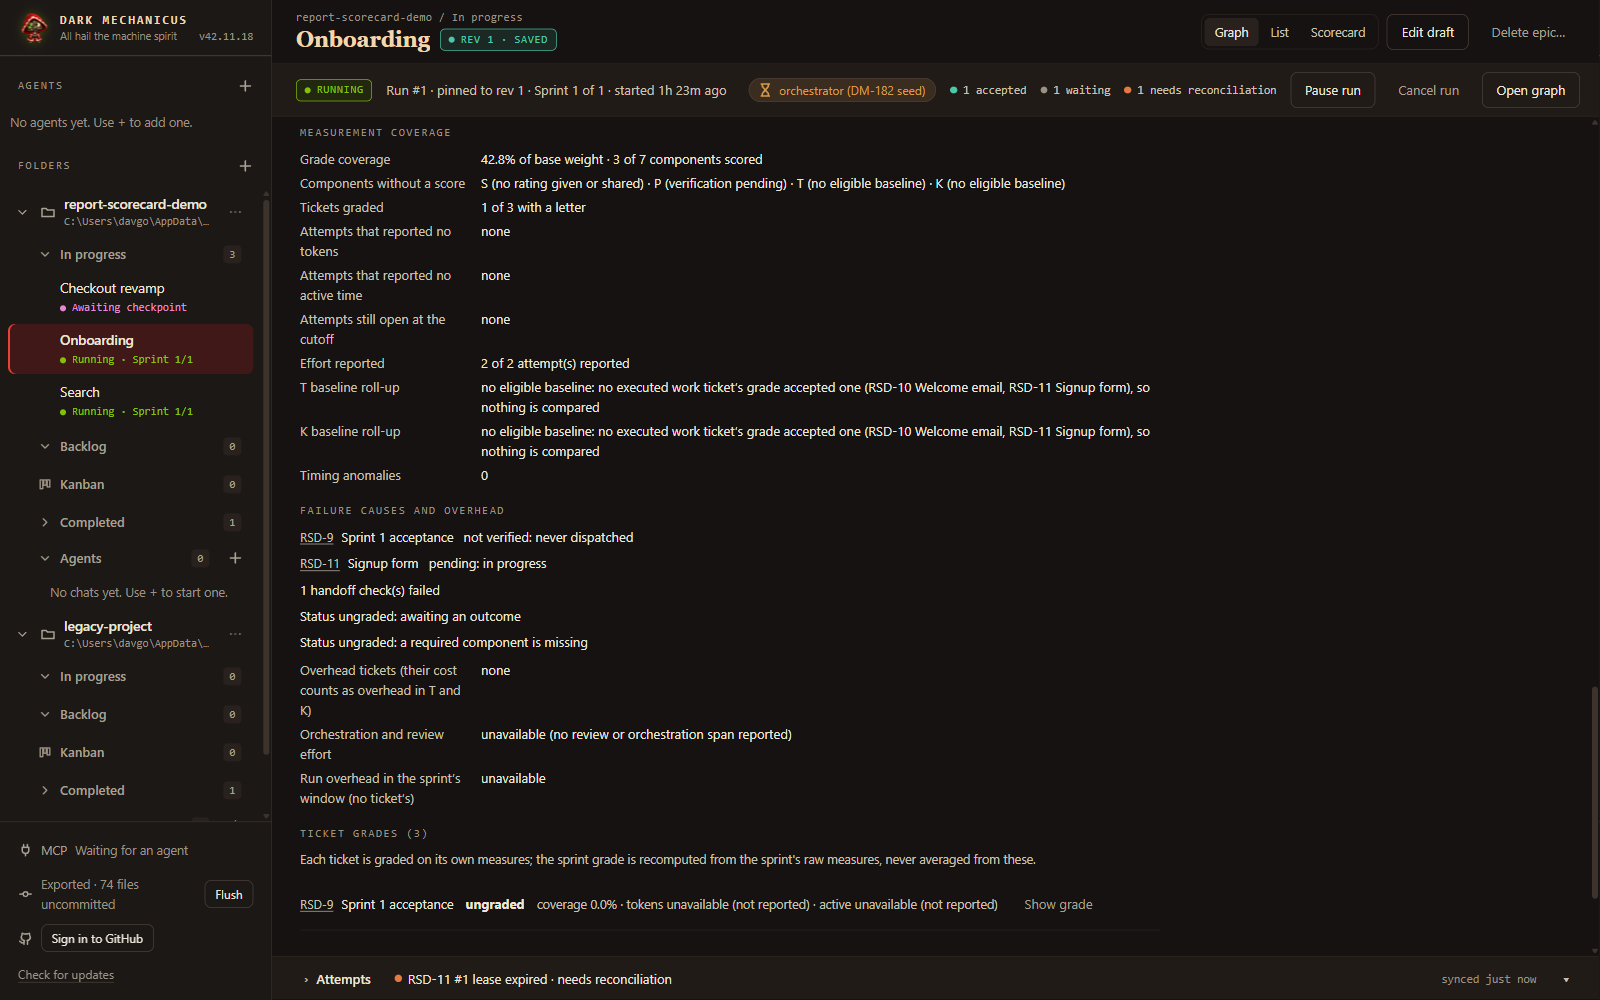 DARK MECHANICUS
All hail the machine spirit v42.11.18
AGENTS
No agents yet. Use + to add one.
FOLDERS
report-scorecard-demo
C:\Users\davgo\AppData\…
In progress 3
Checkout revamp
Awaiting checkpoint
Onboarding
Running · Sprint 1/1
Search
Running · Sprint 1/1
Backlog 0
Kanban 0
Completed 1
Agents 0
No chats yet. Use + to start one.
legacy-project
C:\Users\davgo\AppData\…
In progress 0
Backlog 0
Kanban 0
Completed 1
MCP Waiting for an agent
Exported · 74 files
uncommitted
Flush
Sign in to GitHub
Check for updates
report-scorecard-demo / In progress
Onboarding REV 1 · SAVED
Graph List Scorecard Edit draft Delete epic...
RUNNING Run #1 · pinned to rev 1 · Sprint 1 of 1 · started 1h 23m ago orchestrator (DM-182 seed) 1 accepted 1 waiting 1 needs reconciliation Pause run Cancel run Open graph
MEASUREMENT COVERAGE
Grade coverage 42.8% of base weight · 3 of 7 components scored
Components without a score S (no rating given or shared) · P (verification pending) · T (no eligible baseline) · K (no eligible baseline)
Tickets graded 1 of 3 with a letter
Attempts that reported no none
tokens
Attempts that reported no none
active time
Attempts still open at the none
cutoff
Effort reported 2 of 2 attempt(s) reported
T baseline roll-up no eligible baseline: no executed work ticket's grade accepted one (RSD-10 Welcome email, RSD-11 Signup form), so
nothing is compared
K baseline roll-up no eligible baseline: no executed work ticket's grade accepted one (RSD-10 Welcome email, RSD-11 Signup form), so
nothing is compared
Timing anomalies 0
FAILURE CAUSES AND OVERHEAD
RSD-9 Sprint 1 acceptance not verified: never dispatched
RSD-11 Signup form pending: in progress
1 handoff check(s) failed
Status ungraded: awaiting an outcome
Status ungraded: a required component is missing
Overhead tickets (their cost none
counts as overhead in T and
K)
Orchestration and review unavailable (no review or orchestration span reported)
effort
Run overhead in the sprint's unavailable
window (no ticket's)
TICKET GRADES (3)
Each ticket is graded on its own measures; the sprint grade is recomputed from the sprint's raw measures, never averaged from these.
RSD-9 Sprint 1 acceptance ungraded coverage 0.0% · tokens unavailable (not reported) · active unavailable (not reported) Show grade
Attempts RSD-11 #1 lease expired · needs reconciliation synced just now